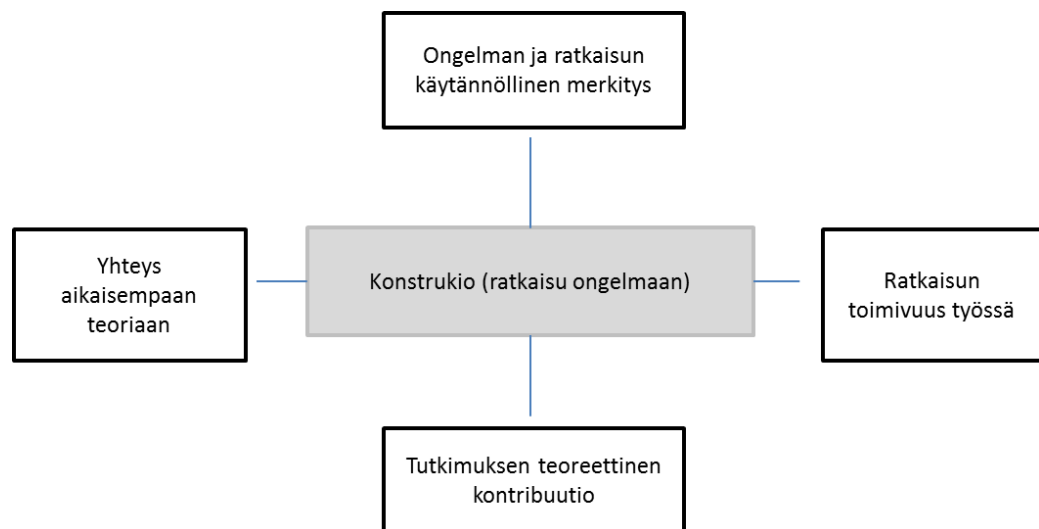 Ongelman ja ratkaisun
käytännöllinen merkitys
Yhteys
aikaisempaan
teoriaan
Konstrukio (ratkaisu ongelmaan)
Ratkaisun
toimivuus työssä
Tutkimuksen teoreettinen
kontribuutio